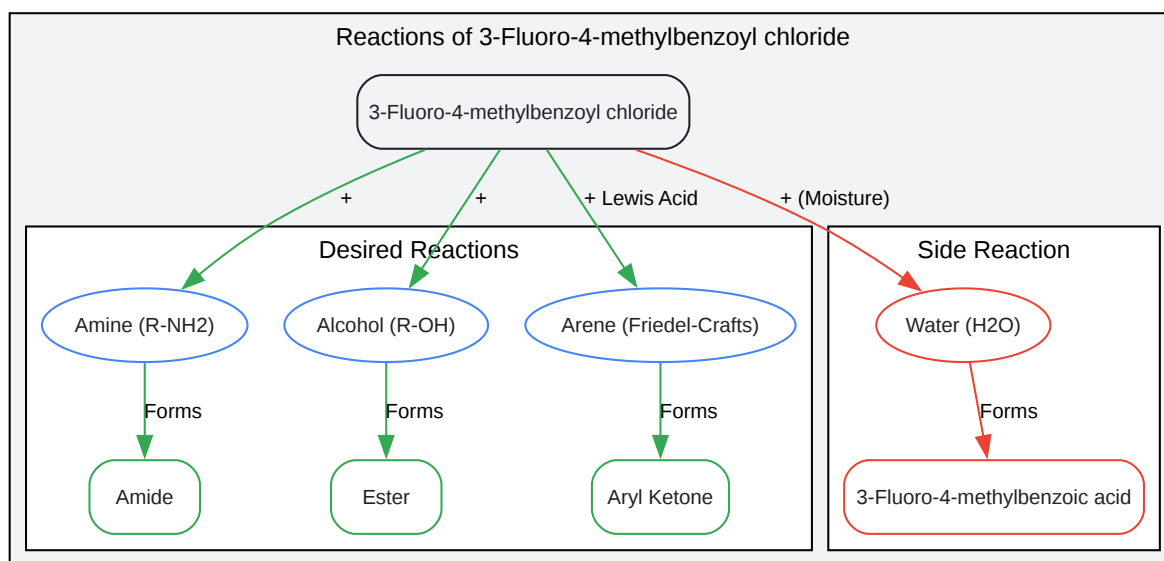 Reactions of 3-Fluoro-4-methylbenzoyl chloride
3-Fluoro-4-methylbenzoyl chloride
+
+
+ Lewis Acid
+ (Moisture)
Desired Reactions
Side Reaction
Amine (R-NH2)
Alcohol (R-OH)
Arene (Friedel-Crafts)
Water (H2O)
Forms
Forms
Forms
Forms
Amide
Ester
Aryl Ketone
3-Fluoro-4-methylbenzoic acid